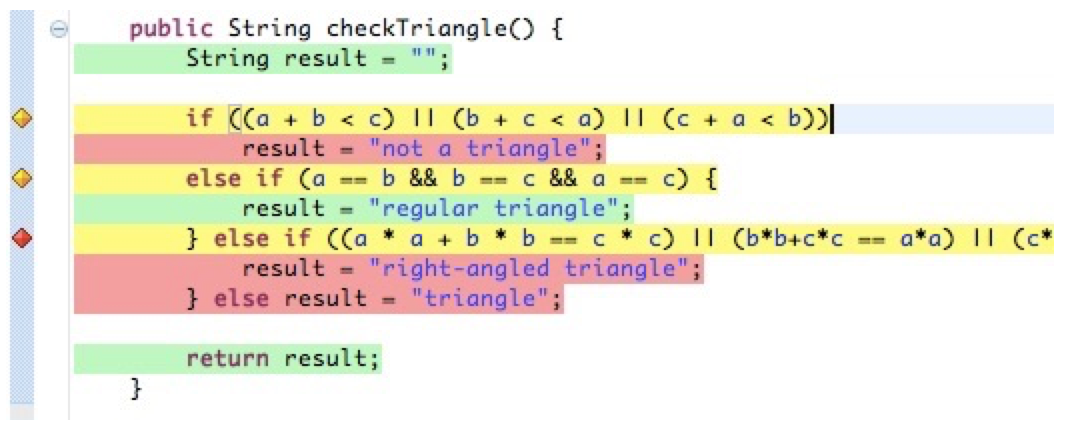 public String checkTriangle() {
String result = "";
if ((a + b < c) || (b + c < a) || (c + a < b))
result = "not a triangle";
else if (a == b && b == c && a == c) {
result = "regular triangle";
} else if ((a * a + b * b == c * c) || (b*b+c*c == a*a) || (c*
result = "right-angled triangle";
} else result = "triangle";
return result;
}